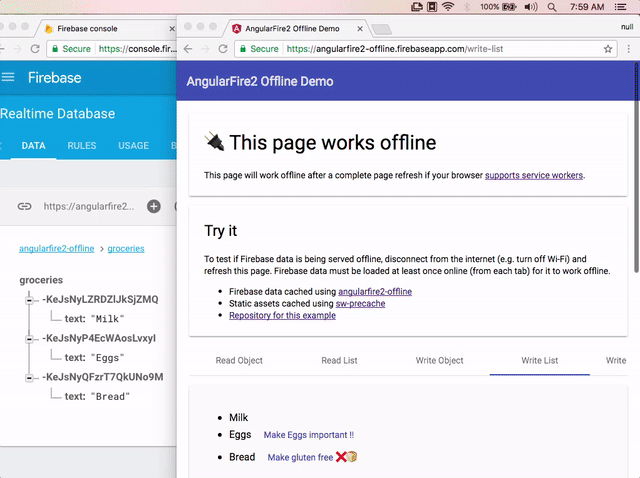 100%
7:59 AM
Firebase console
AngularFire2 Offline Demo
null
Secure
https://console.fir...
Secure
https://angularfire2-offline.firebaseapp.com/write-list
Firebase
AngularFire2 Offline Demo
Realtime Database
DATA RULES USAGE B
This page works offline
This page will work offline after a complete page refresh if your browser supports service workers.
https://angularfire2...
Try it
To test if Firebase data is being served offline, disconnect from the internet (e.g. turn off Wi-Fi) and
refresh this page. Firebase data must be loaded at least once online (from each tab) for it to work offline.
Firebase data cached using angularfire2-offline
Static assets cached using sw-precache
Repository for this example
angularfire2-offline > groceries
groceries
-KeJsNyLZRDZlJkSjZMQ
text: "Milk"
-KeJsNyP4EcWAosLvxyI
text: "Eggs"
-KeJsNyQFzrT7QkUNo9M
text: "Bread"
Read Object Read List Write Object Write List Write
Milk
Eggs Make Eggs important !!
Bread Make gluten free